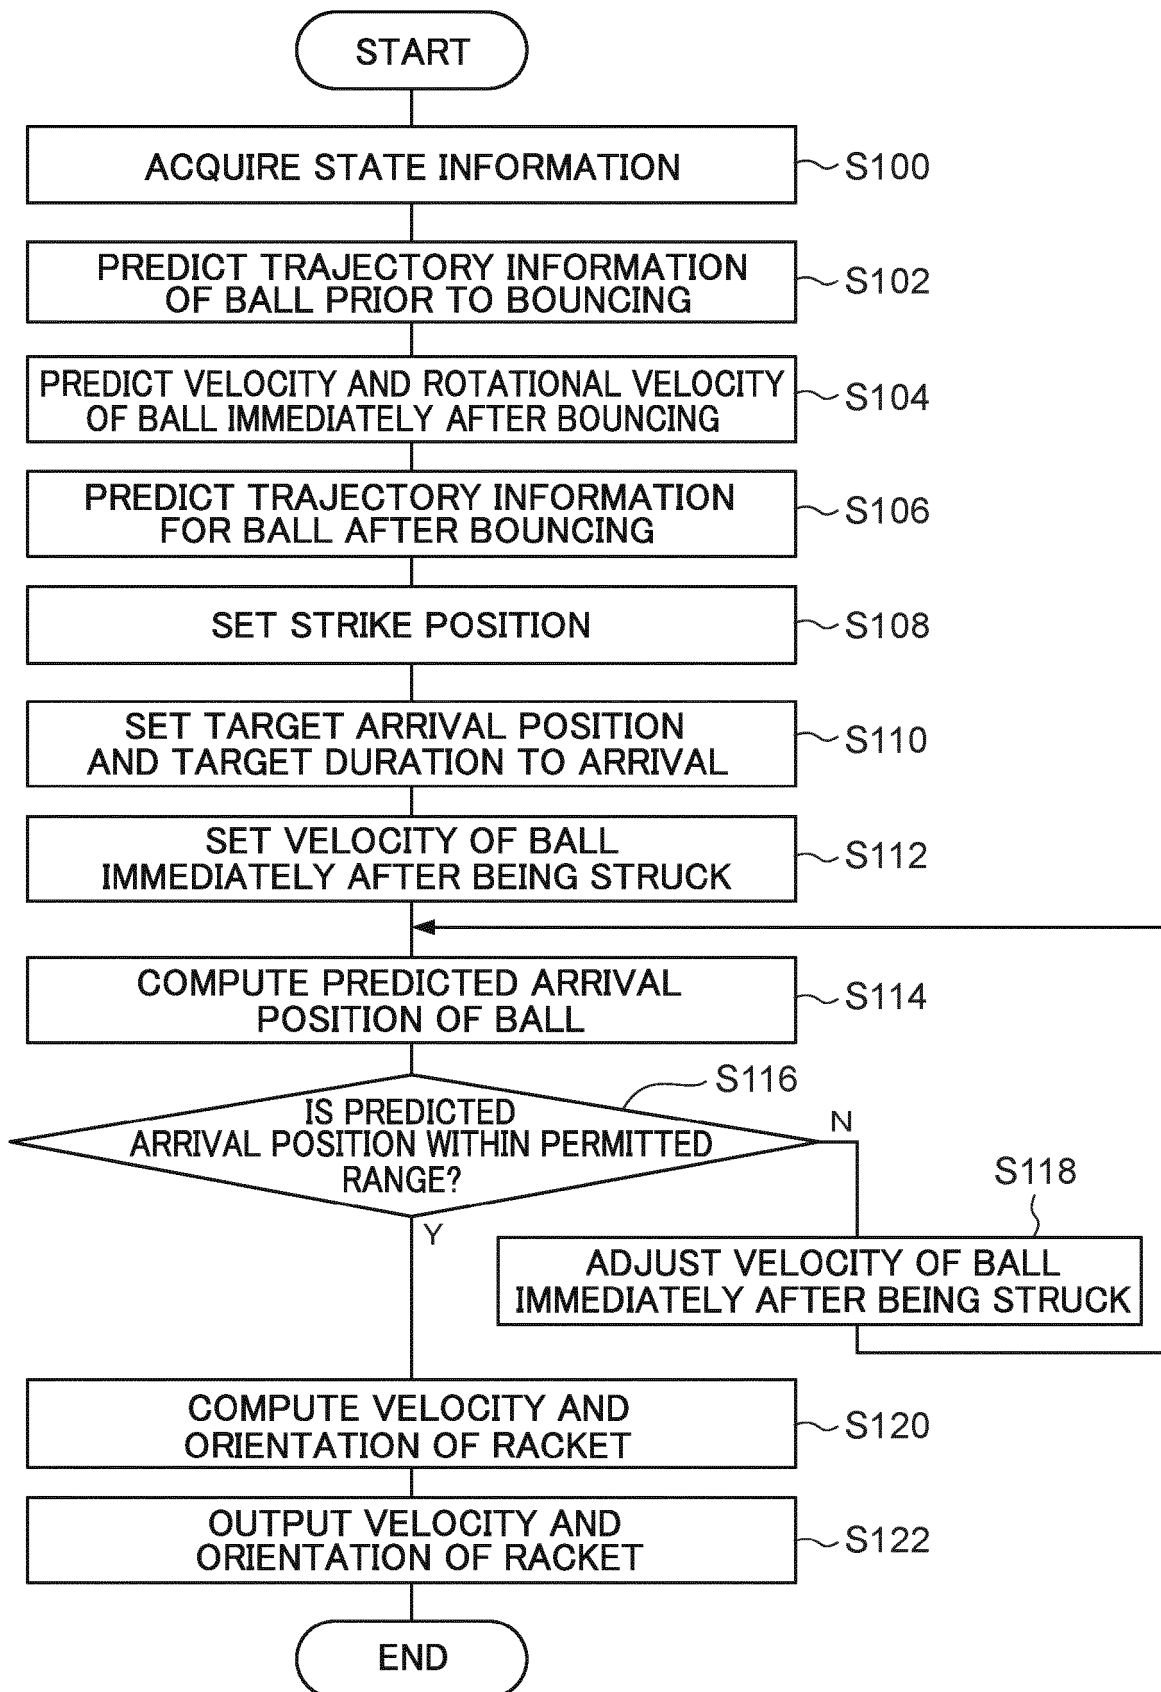 START
ACQUIRE STATE INFORMATION
S100
PREDICT TRAJECTORY INFORMATION
OF BALL PRIOR TO BOUNCING
S102
PREDICT VELOCITY AND ROTATIONAL VELOCITY
OF BALL IMMEDIATELY AFTER BOUNCING
S104
PREDICT TRAJECTORY INFORMATION
FOR BALL AFTER BOUNCING
S106
SET STRIKE POSITION
S108
SET TARGET ARRIVAL POSITION
AND TARGET DURATION TO ARRIVAL
S110
SET VELOCITY OF BALL
IMMEDIATELY AFTER BEING STRUCK
S112
COMPUTE PREDICTED ARRIVAL
POSITION OF BALL
S114
S116
IS PREDICTED
ARRIVAL POSITION WITHIN PERMITTED
RANGE?
N
Y
S118
ADJUST VELOCITY OF BALL
IMMEDIATELY AFTER BEING STRUCK
COMPUTE VELOCITY AND
ORIENTATION OF RACKET
S120
OUTPUT VELOCITY AND
ORIENTATION OF RACKET
S122
END